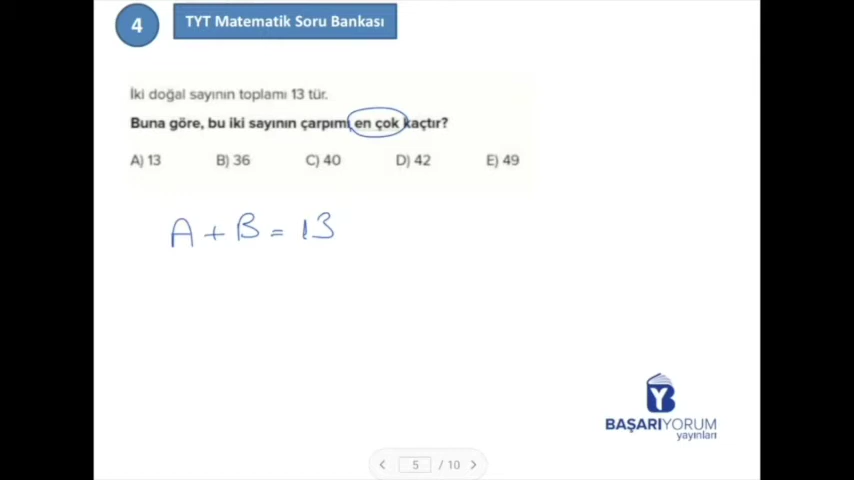 4
TYT Matematik Soru Bankası
İki doğal sayının toplamı 13 tür.
Buna göre, bu iki sayının çarpımı en çok kaçtır?
A) 13 B) 36 C) 40 D) 42 E) 49
A + B = 13
BAŞARIYORUM
yayınları
< 5 / 10 >